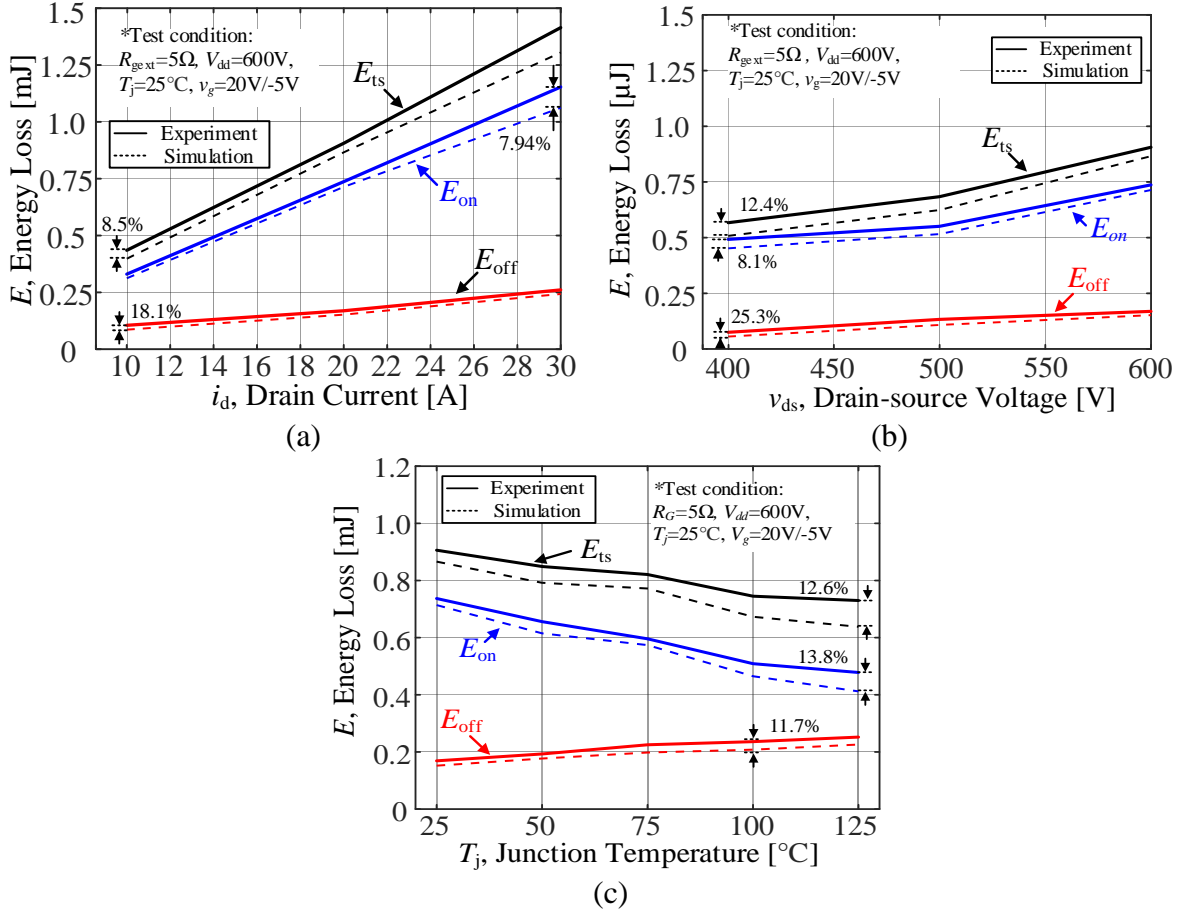 *Test condition:
Rgext=5Ω, Vdd=600V,
Tj=25°C, vg=20V/-5V
Experiment
Simulation
Ets
Eon
Eoff
8.5%
7.94%
18.1%
1.50
1.25
1.0
0.75
0.5
0.25
0
10 12 14 16 18 20 22 24 26 28 30
E, Energy Loss [mJ]
id, Drain Current [A]
(a)
*Test condition:
Rgext=5Ω , Vdd=600V,
Tj=25°C, vg=20V/-5V
Experiment
Simulation
Ets
Eon
Eoff
12.4%
8.1%
25.3%
1.50
1.25
1.0
0.75
0.5
0.25
0
400 450 500 550 600
E, Energy Loss [μJ]
vds, Drain-source Voltage [V]
(b)
Experiment
Simulation
*Test condition:
RG=5Ω, Vdd=600V,
Tj=25°C, Vg=20V/-5V
Ets
Eon
Eoff
12.6%
13.8%
11.7%
1.2
1.0
0.8
0.6
0.4
0.2
0
25 50 75 100 125
E, Energy Loss [mJ]
Tj, Junction Temperature [°C]
(c)